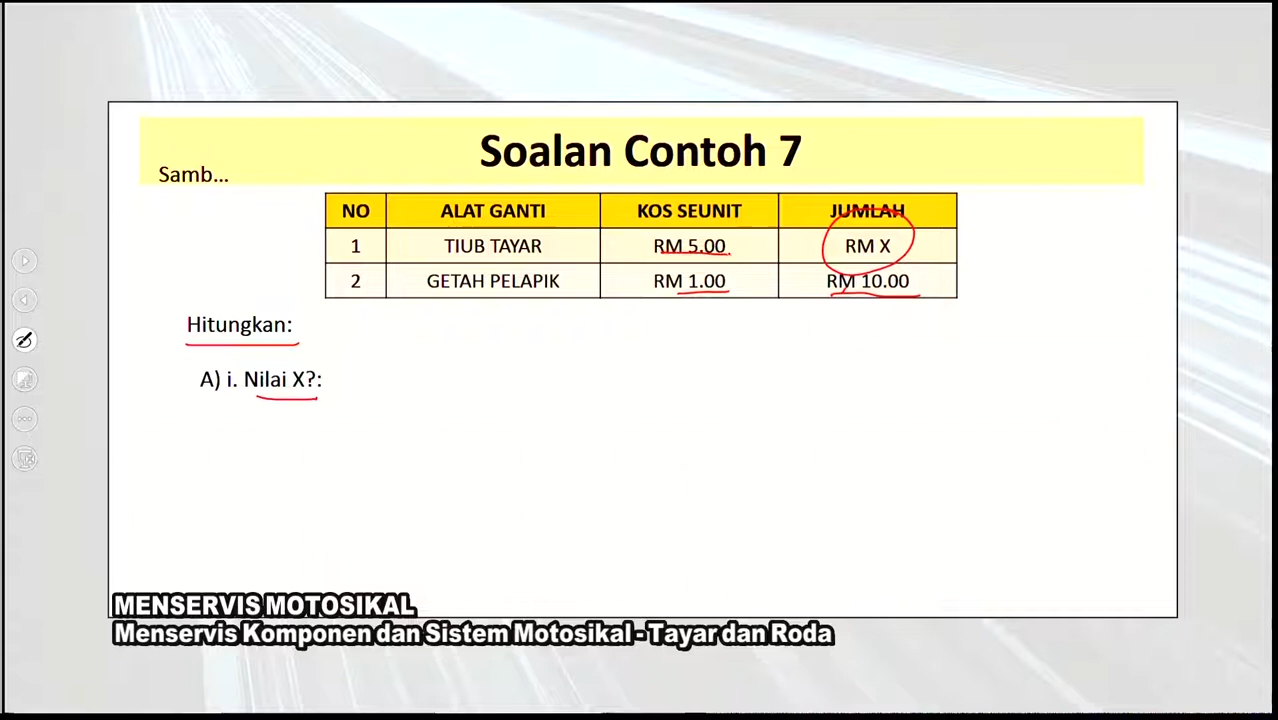 Soalan Contoh 7
Samb...
NO ALAT GANTI KOS SEUNIT JUMLAH
1 TIUB TAYAR RM 5.00 RM X
2 GETAH PELAPIK RM 1.00 RM 10.00
Hitungkan:
A) i. Nilai X?:
MENSERVIS MOTOSIKAL
Menservis Komponen dan Sistem Motosikal - Tayar dan Roda